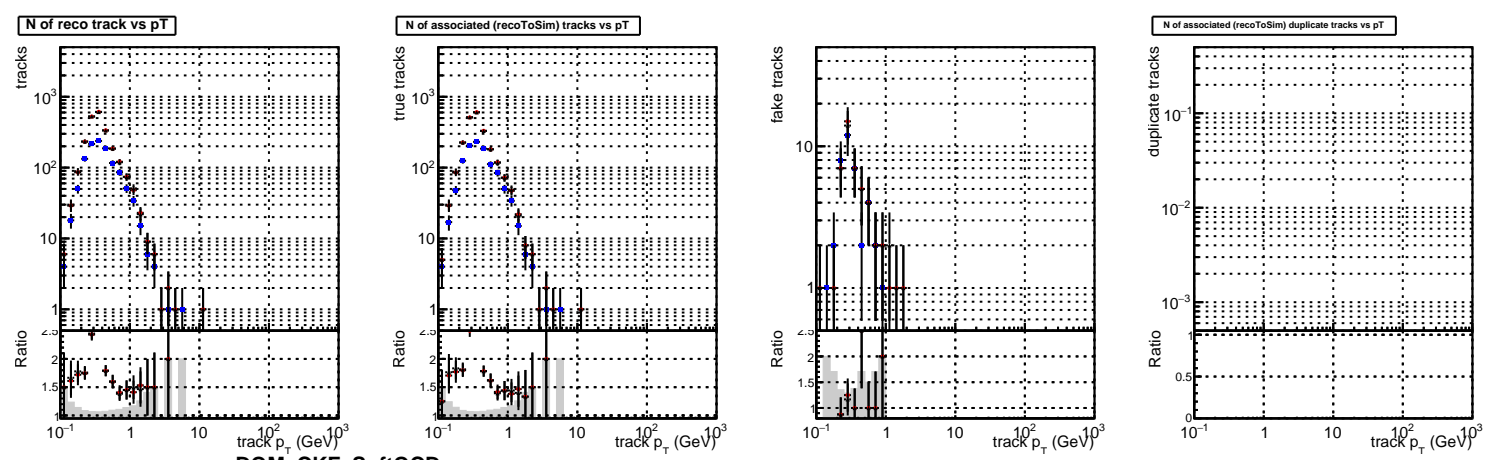 N of reco track vs pT
tracks
10³
10²
10
1
Ratio
2.5
2
1.5
1
10⁻¹ 1 10 10² 10³
track p_T (GeV)
N of associated (recoToSim) tracks vs pT
true tracks
10³
10²
10
1
Ratio
2.5
2
1.5
1
10⁻¹ 1 10 10² 10³
track p_T (GeV)
fake tracks
10
1
Ratio
2.5
2
1.5
1
10⁻¹ 1 10 10² 10³
track p_T (GeV)
N of associated (recoToSim) duplicate tracks vs pT
duplicate tracks
10⁻¹
10⁻²
10⁻³
Ratio
1
0.5
0
10⁻¹ 1 10 10² 10³
track p_T (GeV)